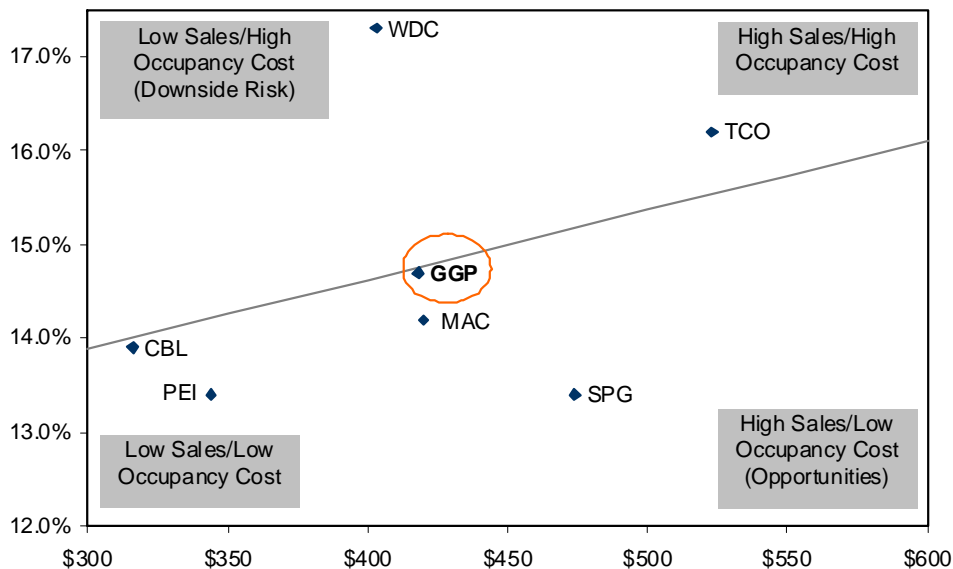 Low Sales/High
Occupancy Cost
(Downside Risk)
High Sales/High
Occupancy Cost
WDC
TCO
GGP
MAC
CBL
PEI
SPG
Low Sales/Low
Occupancy Cost
High Sales/Low
Occupancy Cost
(Opportunities)
17.0%
16.0%
15.0%
14.0%
13.0%
12.0%
$300
$350
$400
$450
$500
$550
$600